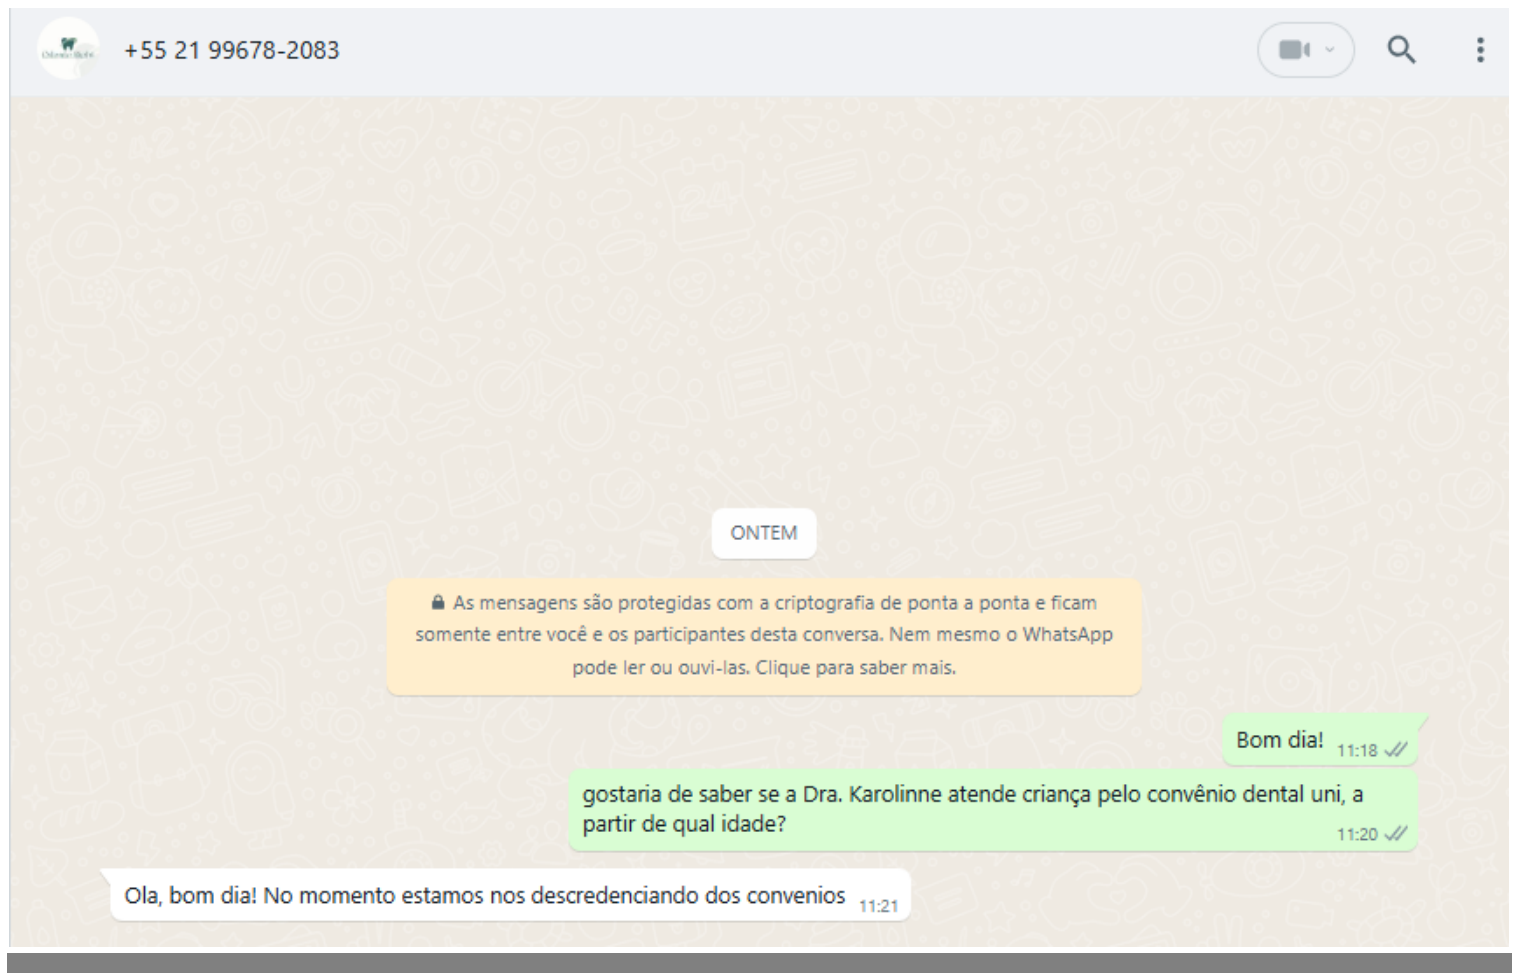 +55 21 99678-2083
ONTEM
As mensagens são protegidas com a criptografia de ponta a ponta e ficam
somente entre você e os participantes desta conversa. Nem mesmo o WhatsApp
pode ler ou ouvi-las. Clique para saber mais.
Bom dia! 11:18
gostaria de saber se a Dra. Karolinne atende criança pelo convênio dental uni, a
partir de qual idade? 11:20
Ola, bom dia! No momento estamos nos descredenciando dos convenios 11:21